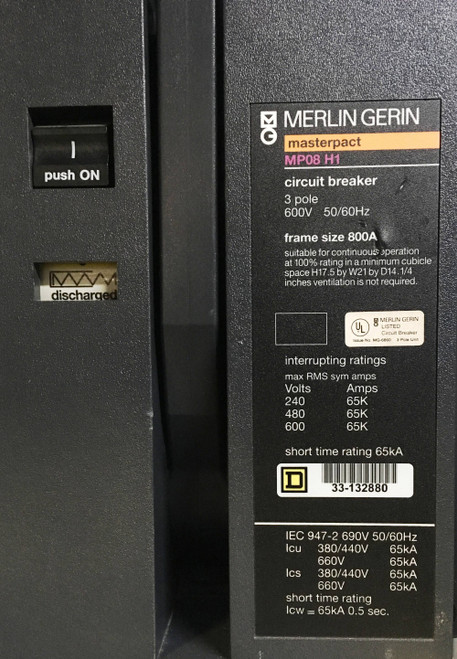 I
push ON
discharged
MERLIN GERIN
masterpact
MP08 H1
circuit breaker
3 pole
600V 50/60Hz
frame size 800A
suitable for continuous operation
at 100% rating in a minimum cubicle
space H17.5 by W21 by D14.1/4
inches ventilation is not required.
UL
MERLIN GERIN
LISTED
Circuit Breaker
interrupting ratings
max RMS sym amps
Volts Amps
240 65K
480 65K
600 65K
short time rating 65kA
D
33-132880
IEC 947-2 690V 50/60Hz
Icu 380/440V 65kA
660V 65kA
Ics 380/440V 65kA
660V 65kA
short time rating
Icw = 65kA 0.5 sec.